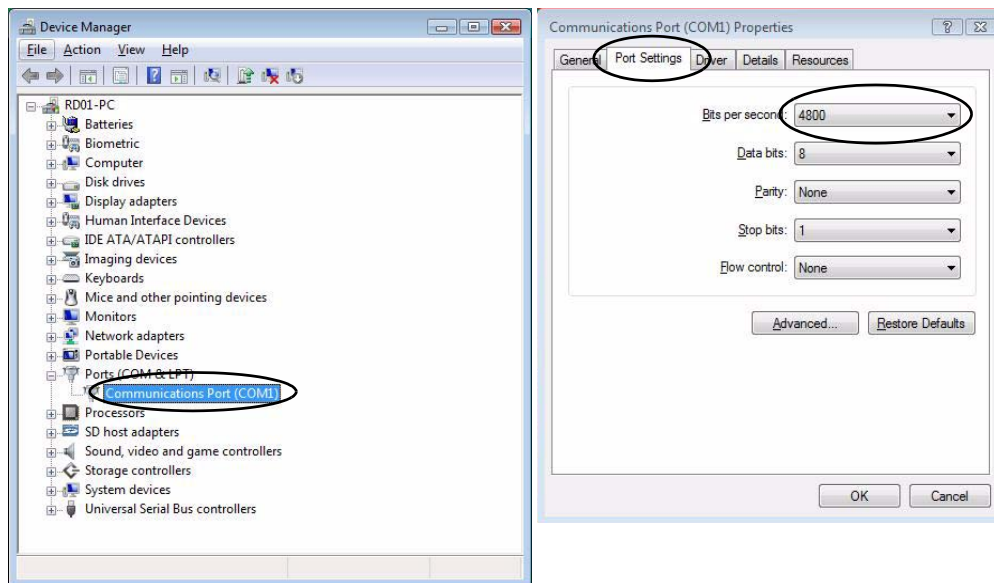 Device Manager
File Action View Help
RD01-PC
Batteries
Biometric
Computer
Disk drives
Display adapters
Human Interface Devices
IDE ATA/ATAPI controllers
Imaging devices
Keyboards
Mice and other pointing devices
Monitors
Network adapters
Portable Devices
Ports (COM & LPT)
Communications Port (COM1)
Processors
SD host adapters
Sound, video and game controllers
Storage controllers
System devices
Universal Serial Bus controllers
Communications Port (COM1) Properties
General Port Settings Driver Details Resources
Bits per second: 4800
Data bits: 8
Parity: None
Stop bits: 1
Flow control: None
Advanced... Restore Defaults
OK Cancel